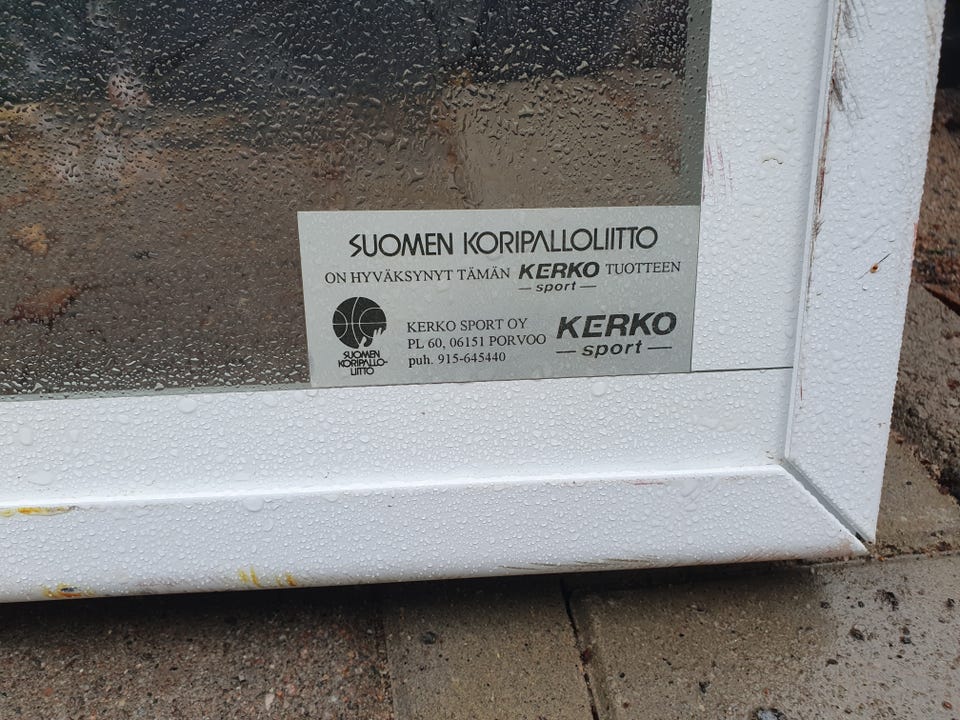 SUOMEN KORIPALLOLIITTO
ON HYVÄKSYNYT TÄMÄN KERKO TUOTTEEN
— sport —
SUOMEN
KORIPALLO-
LIITTO
KERKO SPORT OY
PL 60, 06151 PORVOO
puh. 915-645440
KERKO
— sport —